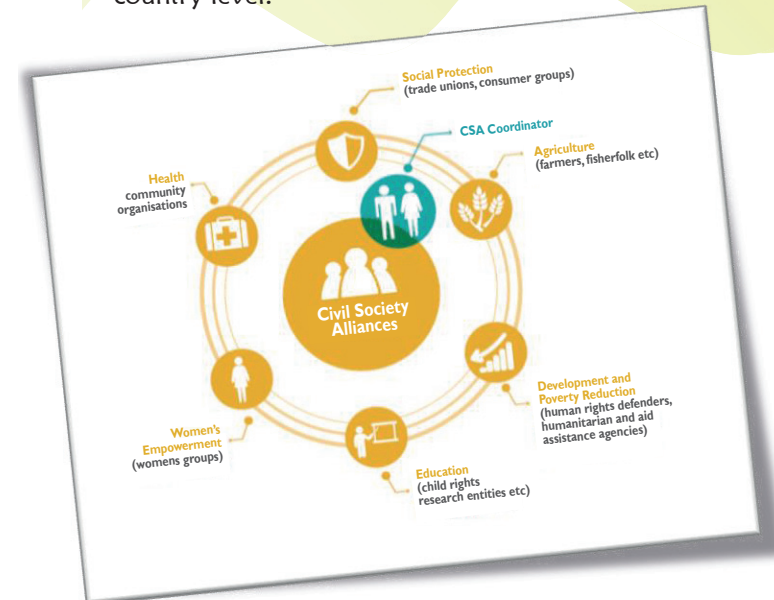 country level.
Social Protection
(trade unions, consumer groups)
CSA Coordinator
Agriculture
(farmers, fisherfolk etc)
Health
community
organisations
Civil Society
Alliances
Development and
Poverty Reduction
(human rights defenders,
humanitarian and aid
assistance agencies)
Women's
Empowerment
(womens groups)
Education
(child rights
research entities etc)